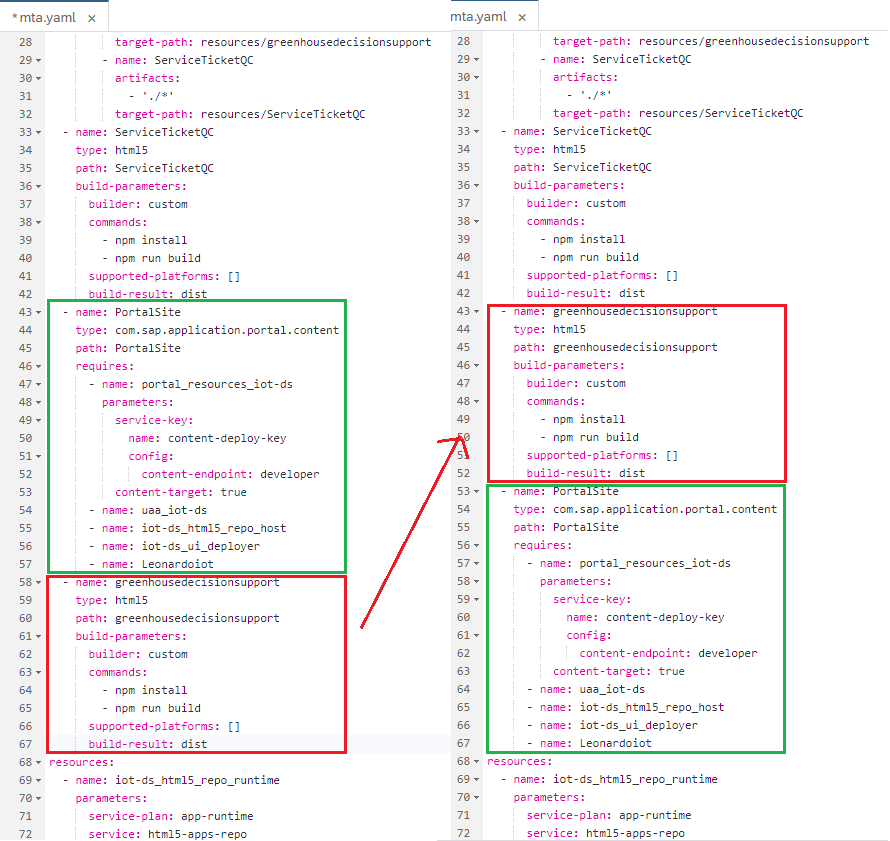 *mta.yaml ×
28 target-path: resources/greenhousedecisionsupport
29 - name: ServiceTicketQC
30 artifacts:
31 - './*'
32 target-path: resources/ServiceTicketQC
33 - name: ServiceTicketQC
34 type: html5
35 path: ServiceTicketQC
36 build-parameters:
37 builder: custom
38 commands:
39 - npm install
40 - npm run build
41 supported-platforms: []
42 build-result: dist
43 - name: PortalSite
44 type: com.sap.application.portal.content
45 path: PortalSite
46 requires:
47 - name: portal_resources_iot-ds
48 parameters:
49 service-key:
50 name: content-deploy-key
51 config:
52 content-endpoint: developer
53 content-target: true
54 - name: uaa_iot-ds
55 - name: iot-ds_html5_repo_host
56 - name: iot-ds_ui_deployer
57 - name: Leonardoiot
58 - name: greenhousedecisionsupport
59 type: html5
60 path: greenhousedecisionsupport
61 build-parameters:
62 builder: custom
63 commands:
64 - npm install
65 - npm run build
66 supported-platforms: []
67 build-result: dist
68 resources:
69 - name: iot-ds_html5_repo_runtime
70 parameters:
71 service-plan: app-runtime
72 service: html5-apps-repo
mta.yaml ×
28 target-path: resources/greenhousedecisionsupport
29 - name: ServiceTicketQC
30 artifacts:
31 - './*'
32 target-path: resources/ServiceTicketQC
33 - name: ServiceTicketQC
34 type: html5
35 path: ServiceTicketQC
36 build-parameters:
37 builder: custom
38 commands:
39 - npm install
40 - npm run build
41 supported-platforms: []
42 build-result: dist
43 - name: greenhousedecisionsupport
44 type: html5
45 path: greenhousedecisionsupport
46 build-parameters:
47 builder: custom
48 commands:
49 - npm install
50 - npm run build
51 supported-platforms: []
52 build-result: dist
53 - name: PortalSite
54 type: com.sap.application.portal.content
55 path: PortalSite
56 requires:
57 - name: portal_resources_iot-ds
58 parameters:
59 service-key:
60 name: content-deploy-key
61 config:
62 content-endpoint: developer
63 content-target: true
64 - name: uaa_iot-ds
65 - name: iot-ds_html5_repo_host
66 - name: iot-ds_ui_deployer
67 - name: Leonardoiot
68 resources:
69 - name: iot-ds_html5_repo_runtime
70 parameters:
71 service-plan: app-runtime
72 service: html5-apps-repo